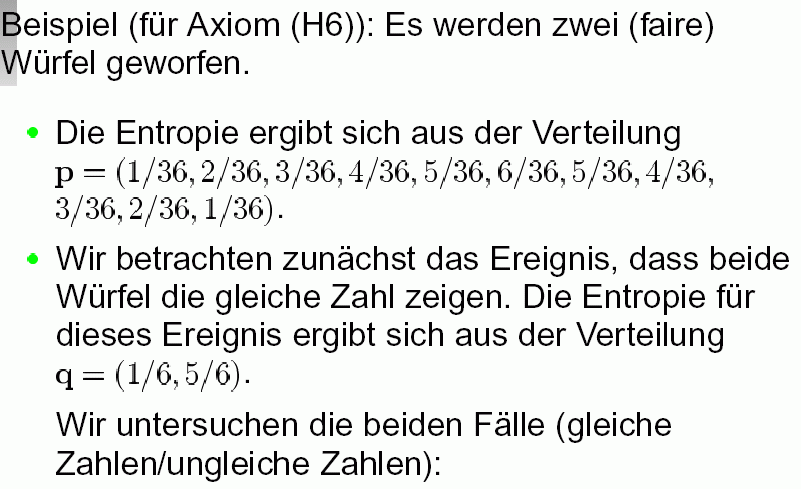 Beispiel (für Axiom (H6)): Es werden zwei (faire)
Würfel geworfen.
• Die Entropie ergibt sich aus der Verteilung
p = (1/36, 2/36, 3/36, 4/36, 5/36, 6/36, 5/36, 4/36,
3/36, 2/36, 1/36).
• Wir betrachten zunächst das Ereignis, dass beide
Würfel die gleiche Zahl zeigen. Die Entropie für
dieses Ereignis ergibt sich aus der Verteilung
q = (1/6, 5/6).
Wir untersuchen die beiden Fälle (gleiche
Zahlen/ungleiche Zahlen):